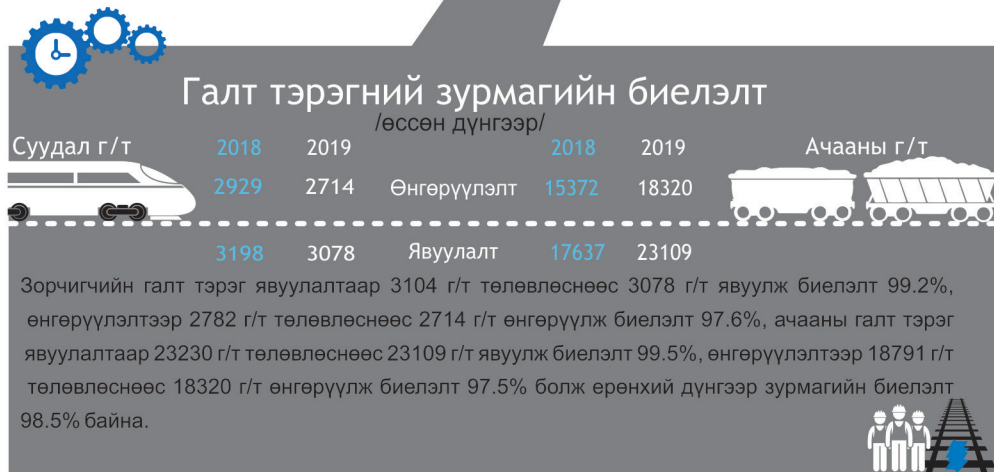 Галт тэрэгний зурмагийн биелэлт
/өссөн дүнгээр/
Суудал г/т 2018 2019 2018 2019 Ачааны г/т
2929 2714 Өнгөрүүлэлт 15372 18320
3198 3078 Явуулалт 17637 23109
Зорчигчийн галт тэрэг явуулалтаар 3104 г/т төлөвлөснөөс 3078 г/т явуулж биелэлт 99.2%,
өнгөрүүлэлтээр 2782 г/т төлөвлөснөөс 2714 г/т өнгөрүүлж биелэлт 97.6%, ачааны галт тэрэг
явуулалтаар 23230 г/т төлөвлөснөөс 23109 г/т явуулж биелэлт 99.5%, өнгөрүүлэлтээр 18791 г/т
төлөвлөснөөс 18320 г/т өнгөрүүлж биелэлт 97.5% болж ерөнхий дүнгээр зурмагийн биелэлт
98.5% байна.